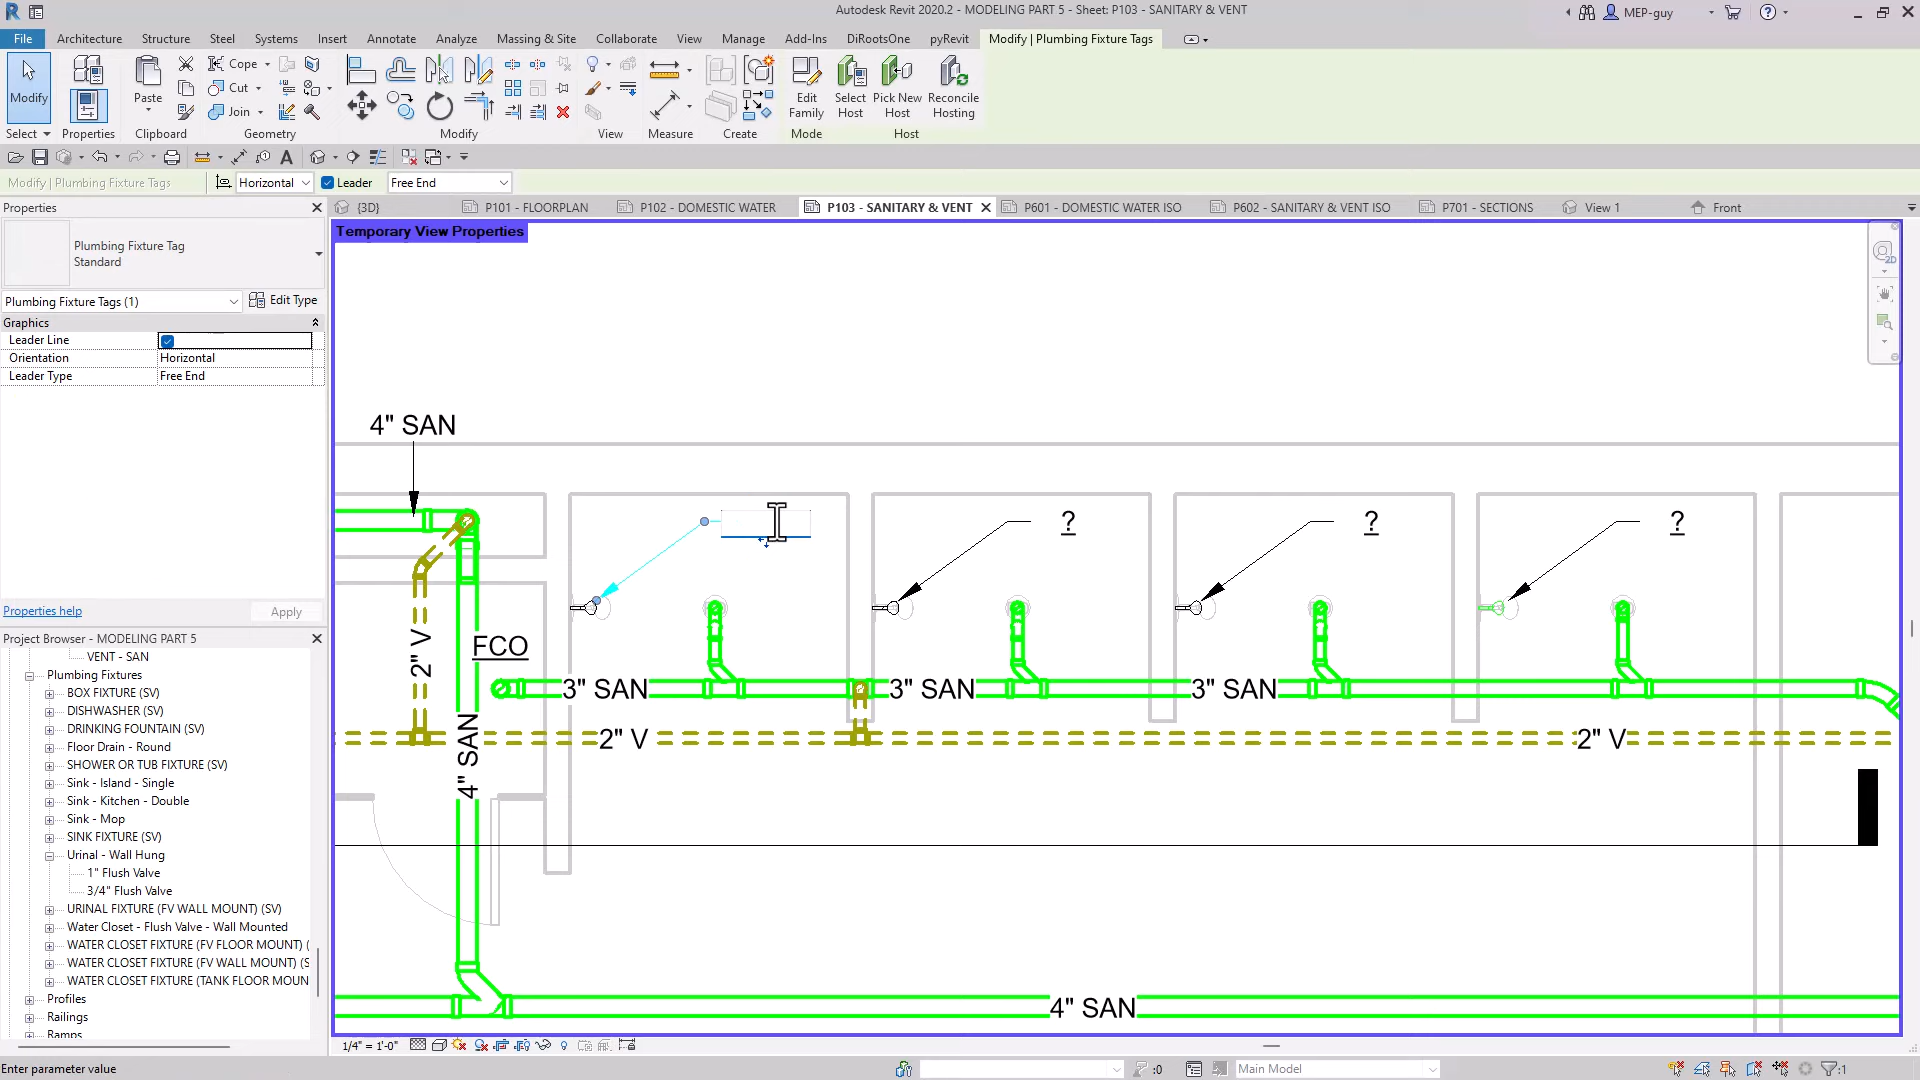 Autodesk Revit 2020.2 - MODELING PART 5 - Sheet: P103 - SANITARY & VENT
MEP-guy
File Architecture Structure Steel Systems Insert Annotate Analyze Massing & Site Collaborate View Manage Add-Ins DiRootsOne pyRevit Modify | Plumbing Fixture Tags
Cope
Cut
Join
Modify Paste Edit Family Select Host Pick New Host Reconcile Hosting
Select Properties Clipboard Geometry Modify View Measure Create Mode Host
Modify | Plumbing Fixture Tags Horizontal Leader Free End
Properties
{3D} P101 - FLOORPLAN P102 - DOMESTIC WATER P103 - SANITARY & VENT P601 - DOMESTIC WATER ISO P602 - SANITARY & VENT ISO P701 - SECTIONS View 1 Front
Plumbing Fixture Tag
Standard
Plumbing Fixture Tags (1) Edit Type
Graphics
Leader Line
Orientation Horizontal
Leader Type Free End
Properties help Apply
Project Browser - MODELING PART 5
VENT - SAN
Plumbing Fixtures
BOX FIXTURE (SV)
DISHWASHER (SV)
DRINKING FOUNTAIN (SV)
Floor Drain - Round
SHOWER OR TUB FIXTURE (SV)
Sink - Island - Single
Sink - Kitchen - Double
Sink - Mop
SINK FIXTURE (SV)
Urinal - Wall Hung
1" Flush Valve
3/4" Flush Valve
URINAL FIXTURE (FV WALL MOUNT) (SV)
Water Closet - Flush Valve - Wall Mounted
WATER CLOSET FIXTURE (FV FLOOR MOUNT) (
WATER CLOSET FIXTURE (FV WALL MOUNT) (S
WATER CLOSET FIXTURE (TANK FLOOR MOUN
Profiles
Railings
Ramps
Temporary View Properties
4" SAN
? ? ?
2" V
FCO
3" SAN 3" SAN 3" SAN
4" SAN
2" V 2" V
4" SAN
1/4" = 1'-0"
Enter parameter value
:0
Main Model
:1
2D